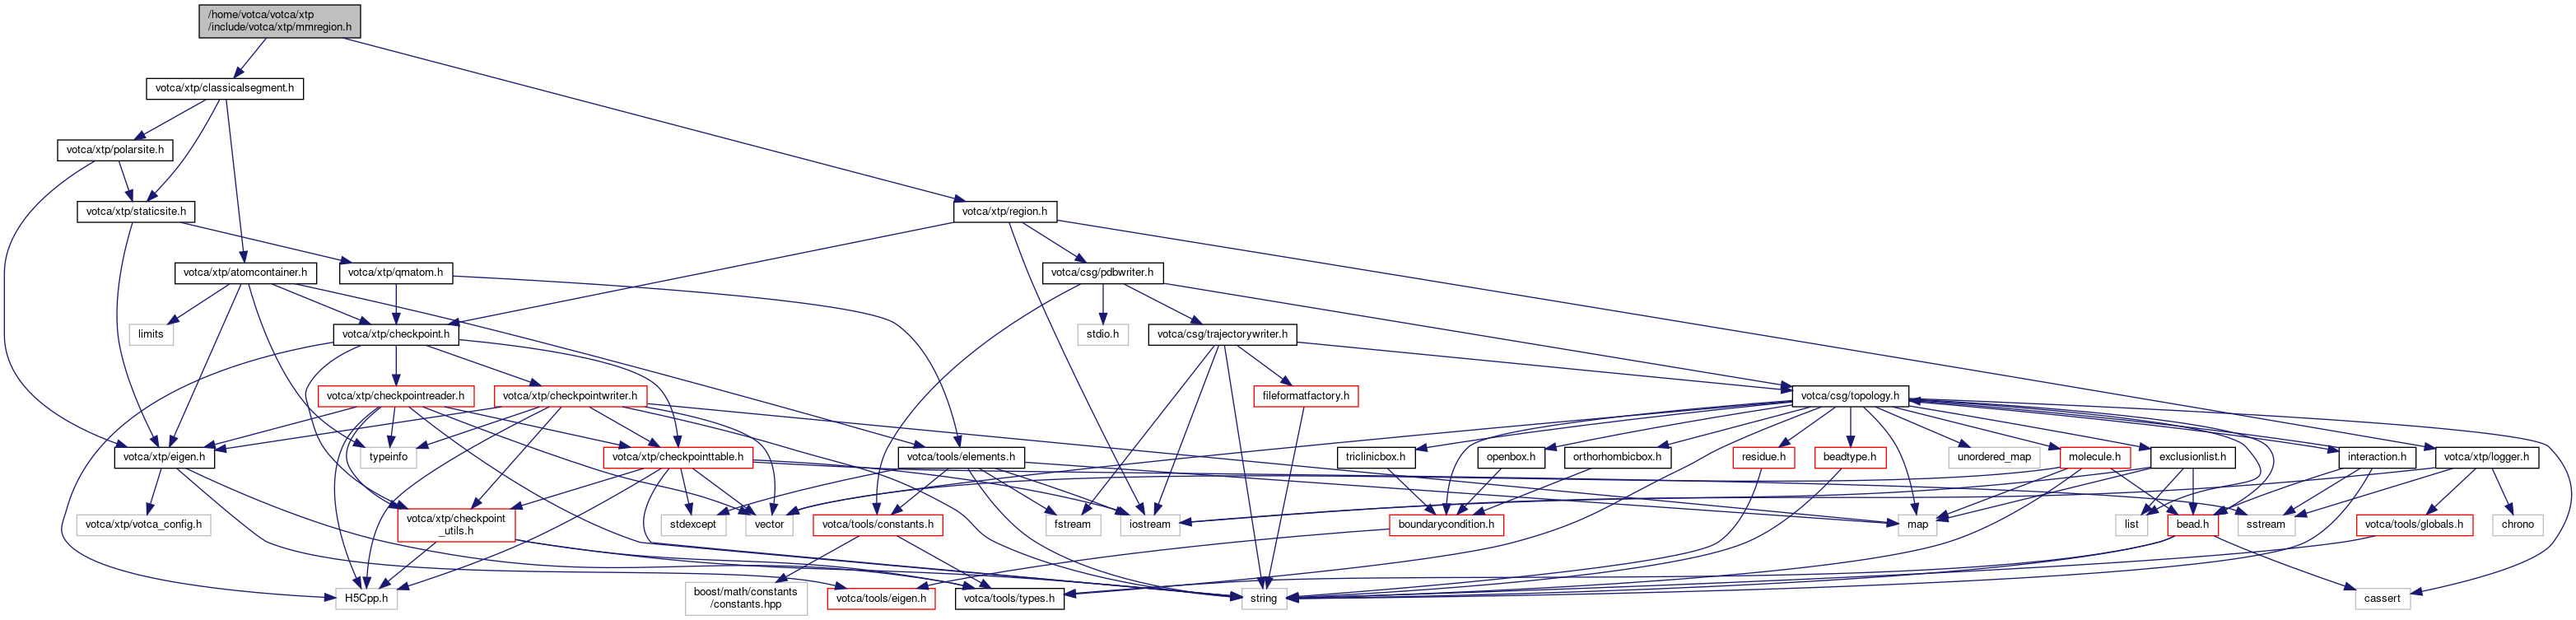 /home/votca/votca/xtp
/include/votca/xtp/mmregion.h
votca/xtp/classicalsegment.h
votca/xtp/polarsite.h
votca/xtp/staticsite.h
votca/xtp/region.h
votca/xtp/atomcontainer.h
votca/xtp/qmatom.h
votca/csg/pdbwriter.h
limits
votca/xtp/checkpoint.h
stdio.h
votca/csg/trajectorywriter.h
votca/xtp/checkpointreader.h
votca/xtp/checkpointwriter.h
fileformatfactory.h
votca/csg/topology.h
votca/xtp/eigen.h
typeinfo
votca/xtp/checkpointtable.h
votca/tools/elements.h
triclinicbox.h
openbox.h
orthorhombicbox.h
residue.h
beadtype.h
unordered_map
molecule.h
exclusionlist.h
interaction.h
votca/xtp/logger.h
votca/xtp/votca_config.h
votca/xtp/checkpoint
_utils.h
stdexcept
vector
votca/tools/constants.h
fstream
iostream
boundarycondition.h
map
list
bead.h
sstream
votca/tools/globals.h
chrono
H5Cpp.h
boost/math/constants
/constants.hpp
votca/tools/eigen.h
votca/tools/types.h
string
cassert